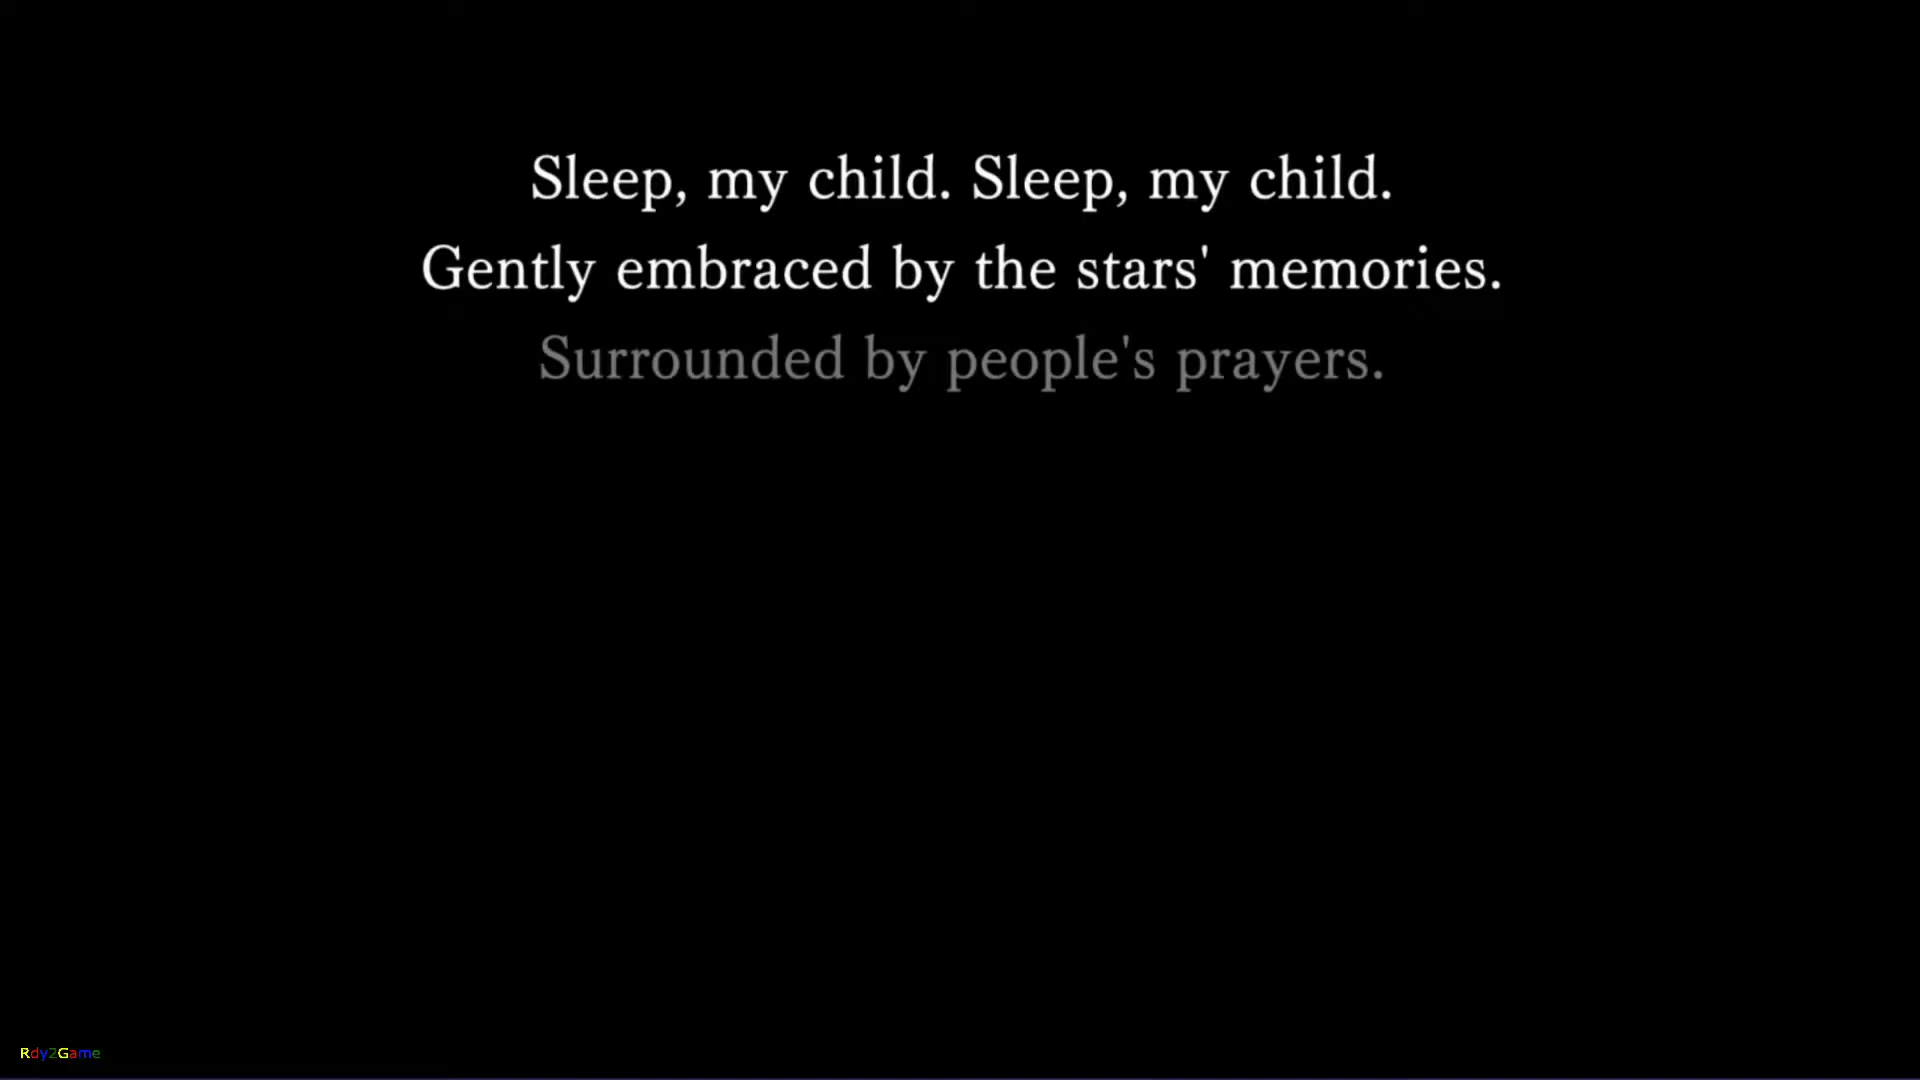 Sleep, my child. Sleep, my child.
Gently embraced by the stars' memories.
Surrounded by people's prayers.
Rdy2Game